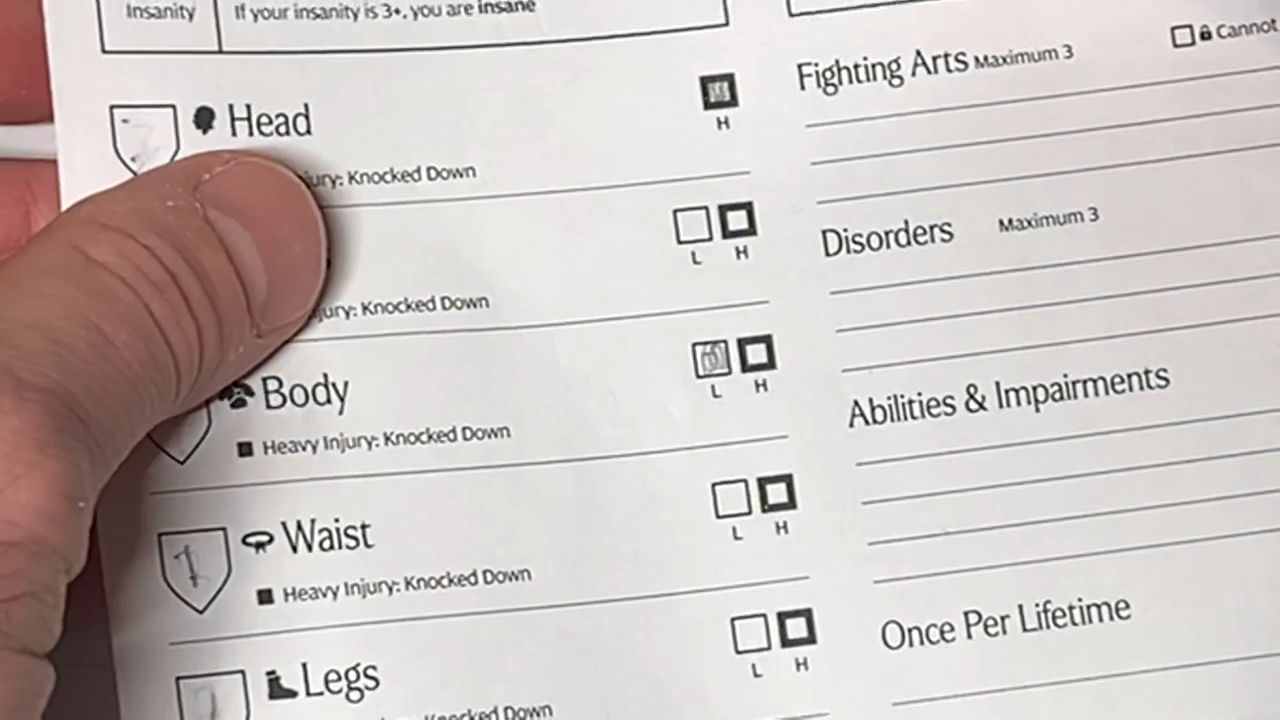 Insanity
If your insanity is 3+, you are insane
Head
H
Knocked Down
L H
Knocked Down
Body
L H
Heavy Injury: Knocked Down
1 Waist
L H
Heavy Injury: Knocked Down
Legs
L H
Knocked Down
Fighting Arts Maximum 3
Cannot
Disorders Maximum 3
Abilities & Impairments
Once Per Lifetime